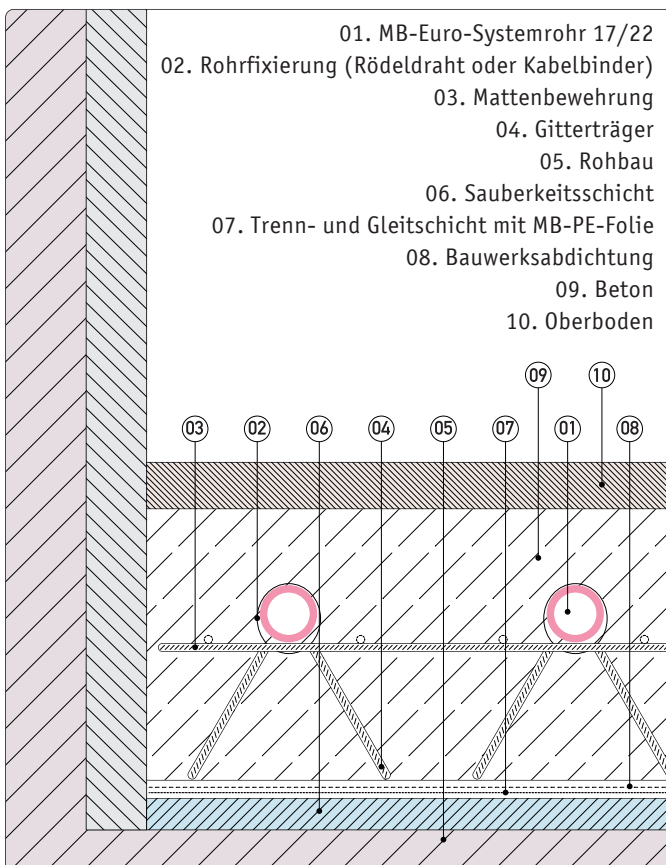 01. MB-Euro-Systemrohr 17/22
02. Rohrfixierung (Rödeldraht oder Kabelbinder)
03. Mattenbewehrung
04. Gitterträger
05. Rohbau
06. Sauberkeitsschicht
07. Trenn- und Gleitschicht mit MB-PE-Folie
08. Bauwerksabdichtung
09. Beton
10. Oberboden
09 10
03 02 06 04 05 07 01 08